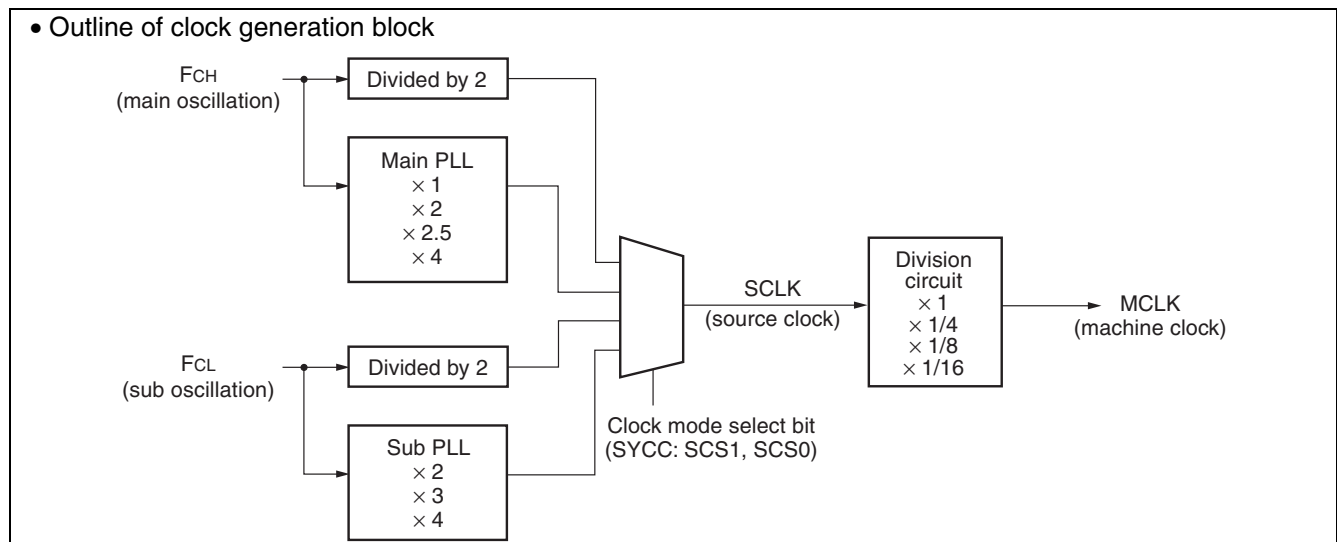 • Outline of clock generation block
FCH
(main oscillation)
Divided by 2
Main PLL
× 1
× 2
× 2.5
× 4
FCL
(sub oscillation)
Divided by 2
Sub PLL
× 2
× 3
× 4
Clock mode select bit
(SYCC: SCS1, SCS0)
SCLK
(source clock)
Division
circuit
× 1
× 1/4
× 1/8
× 1/16
MCLK
(machine clock)